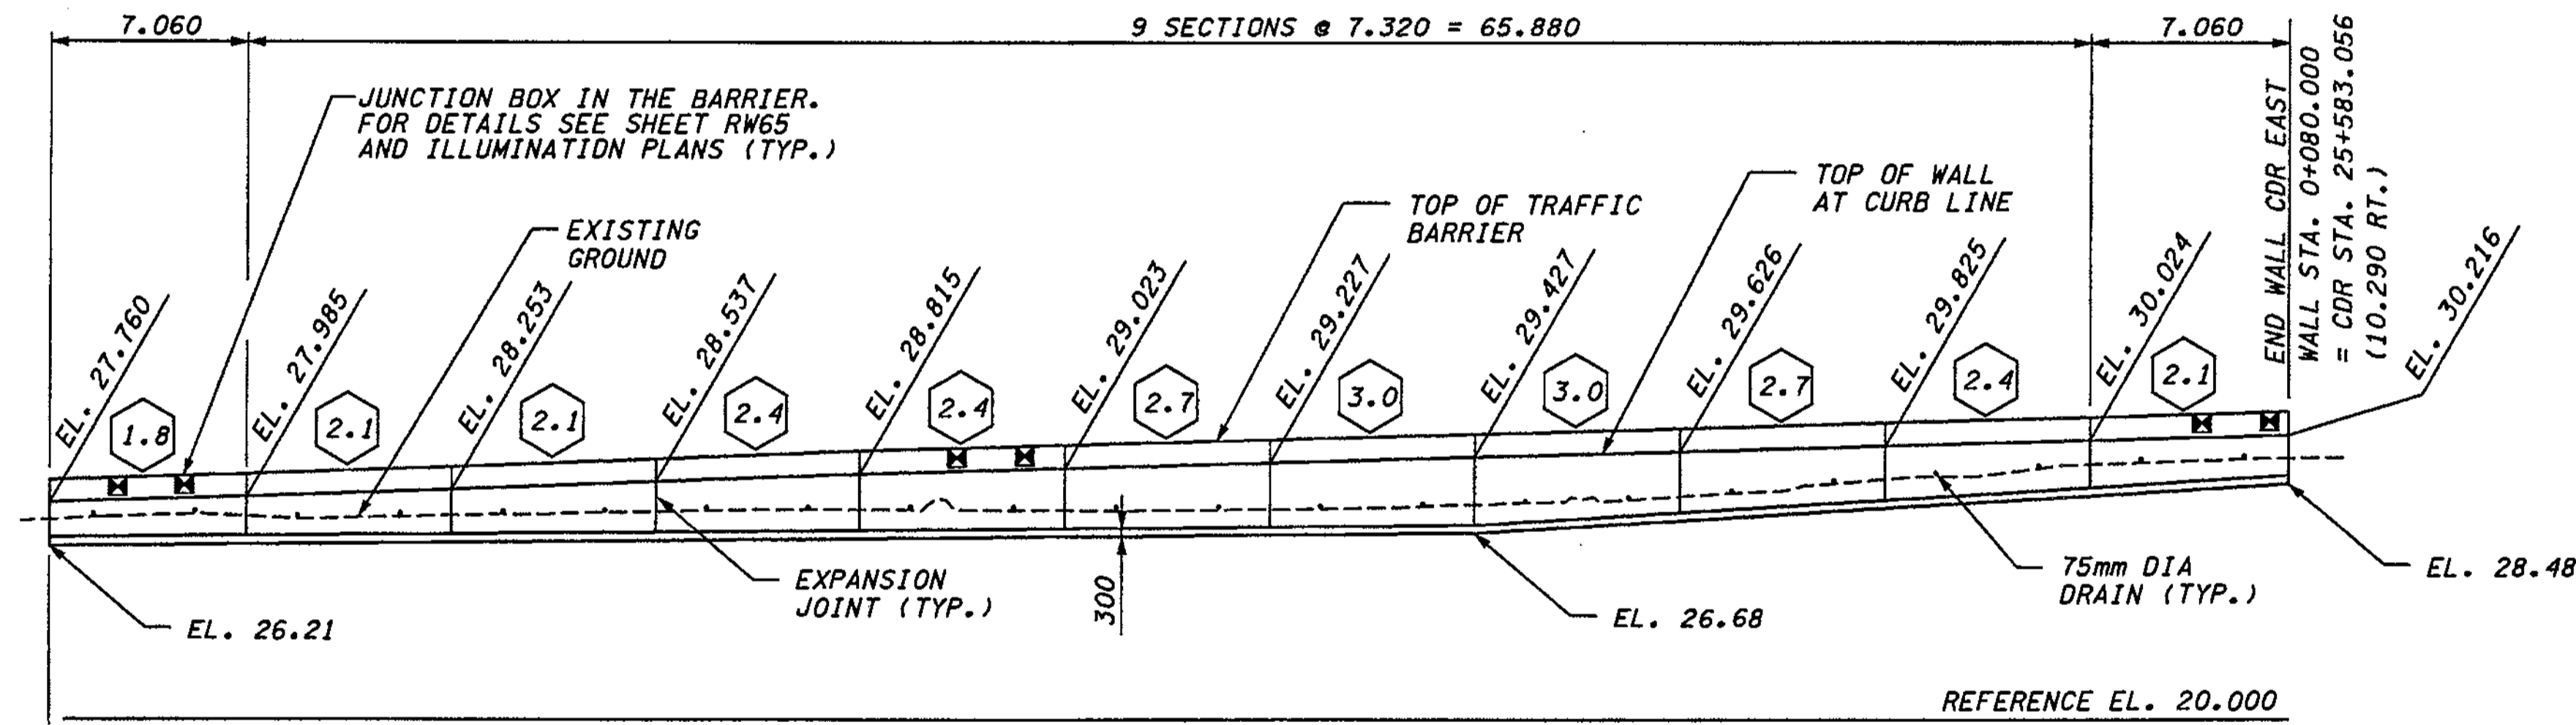 7.060
9 SECTIONS @ 7.320 = 65.880
7.060
JUNCTION BOX IN THE BARRIER.
FOR DETAILS SEE SHEET RW65
AND ILLUMINATION PLANS (TYP.)
EXISTING
GROUND
TOP OF TRAFFIC
BARRIER
TOP OF WALL
AT CURB LINE
END WALL CDR EAST
WALL STA. 0+080.000
= CDR STA. 25+583.056
(10.290 RT.)
EL. 27.760
EL. 27.985
EL. 28.253
EL. 28.537
EL. 28.815
EL. 29.023
EL. 29.227
EL. 29.427
EL. 29.626
EL. 29.825
EL. 30.024
EL. 30.216
1.8
2.1
2.1
2.4
2.4
2.7
3.0
3.0
2.7
2.4
2.1
EL. 26.21
EXPANSION
JOINT (TYP.)
300
EL. 26.68
75mm DIA
DRAIN (TYP.)
EL. 28.48
REFERENCE EL. 20.000